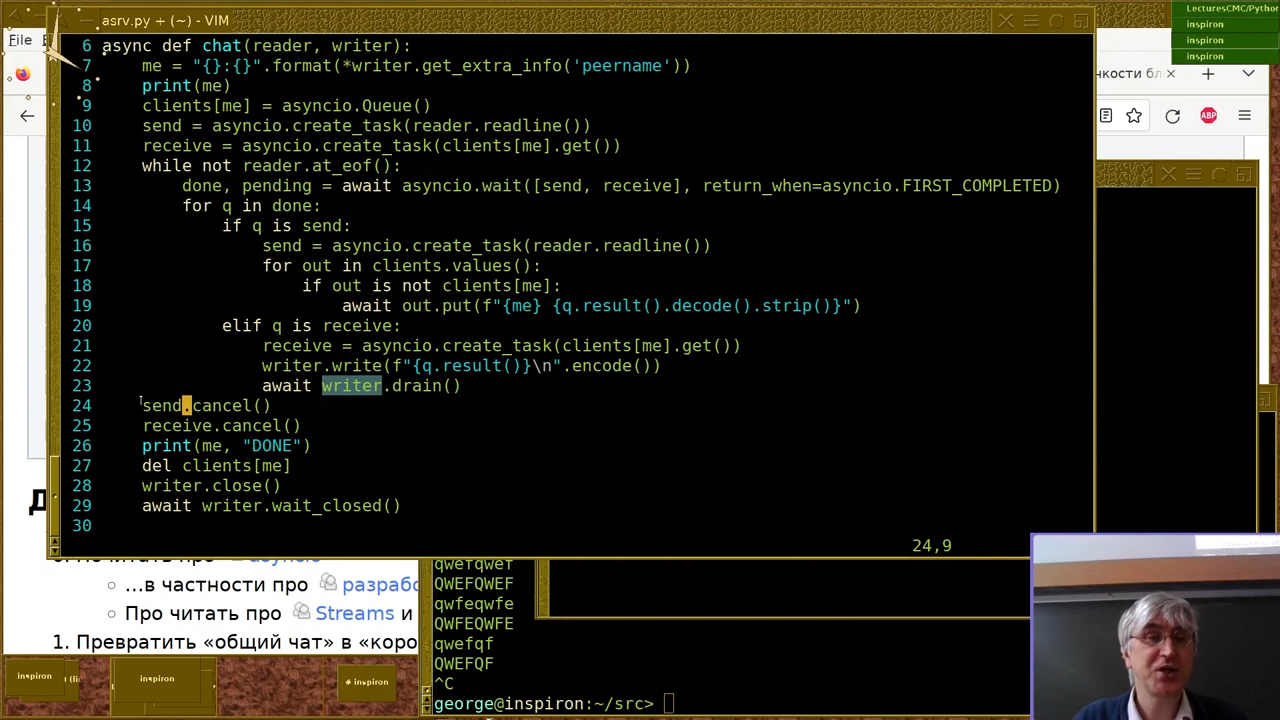 asrv.py + (~) - VIM
LecturesCMC/Python
inspiron
inspiron
inspiron
File
6 async def chat(reader, writer):
7     me = "{}:{}".format(*writer.get_extra_info('peername'))
8     print(me)
9     clients[me] = asyncio.Queue()
10     send = asyncio.create_task(reader.readline())
11     receive = asyncio.create_task(clients[me].get())
12     while not reader.at_eof():
13         done, pending = await asyncio.wait([send, receive], return_when=asyncio.FIRST_COMPLETED)
14         for q in done:
15             if q is send:
16                 send = asyncio.create_task(reader.readline())
17                 for out in clients.values():
18                     if out is not clients[me]:
19                         await out.put(f"{me} {q.result().decode().strip()}")
20             elif q is receive:
21                 receive = asyncio.create_task(clients[me].get())
22                 writer.write(f"{q.result()}\n".encode())
23                 await writer.drain()
24     send.cancel()
25     receive.cancel()
26     print(me, "DONE")
27     del clients[me]
28     writer.close()
29     await writer.wait_closed()
30
24,9
ABP
…в частности про разрабо
Про читать про Streams и
1. Превратить «общий чат» в «коро
qwefqwef
QWEFQWEF
qwfeqwfe
QWFEQWFE
qwefqf
QWEFQF
^C
george@inspiron:~/src>
inspiron
inspiron
# inspiron